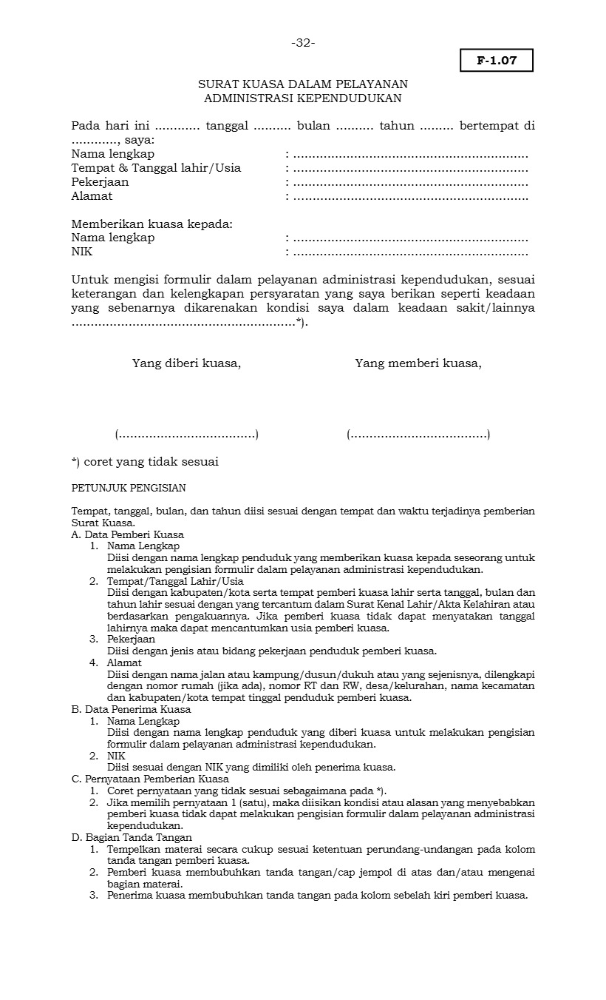 -32-
F-1.07
SURAT KUASA DALAM PELAYANAN
ADMINISTRASI KEPENDUDUKAN
Pada hari ini ............ tanggal .......... bulan .......... tahun ......... bertempat di
............, saya:
Nama lengkap : ..............................................................
Tempat & Tanggal lahir/Usia : ..............................................................
Pekerjaan : ..............................................................
Alamat : ..............................................................
Memberikan kuasa kepada:
Nama lengkap : ..............................................................
NIK : ..............................................................
Untuk mengisi formulir dalam pelayanan administrasi kependudukan, sesuai
keterangan dan kelengkapan persyaratan yang saya berikan seperti keadaan
yang sebenarnya dikarenakan kondisi saya dalam keadaan sakit/lainnya
...........................................................*).
Yang diberi kuasa, Yang memberi kuasa,
(....................................) (....................................)
*) coret yang tidak sesuai
PETUNJUK PENGISIAN
Tempat, tanggal, bulan, dan tahun diisi sesuai dengan tempat dan waktu terjadinya pemberian
Surat Kuasa.
A. Data Pemberi Kuasa
1. Nama Lengkap
Diisi dengan nama lengkap penduduk yang memberikan kuasa kepada seseorang untuk
melakukan pengisian formulir dalam pelayanan administrasi kependudukan.
2. Tempat/Tanggal Lahir/Usia
Diisi dengan kabupaten/kota serta tempat pemberi kuasa lahir serta tanggal, bulan dan
tahun lahir sesuai dengan yang tercantum dalam Surat Kenal Lahir/Akta Kelahiran atau
berdasarkan pengakuannya. Jika pemberi kuasa tidak dapat menyatakan tanggal
lahirnya maka dapat mencantumkan usia pemberi kuasa.
3. Pekerjaan
Diisi dengan jenis atau bidang pekerjaan penduduk pemberi kuasa.
4. Alamat
Diisi dengan nama jalan atau kampung/dusun/dukuh atau yang sejenisnya, dilengkapi
dengan nomor rumah (jika ada), nomor RT dan RW, desa/kelurahan, nama kecamatan
dan kabupaten/kota tempat tinggal penduduk pemberi kuasa.
B. Data Penerima Kuasa
1. Nama Lengkap
Diisi dengan nama lengkap penduduk yang diberi kuasa untuk melakukan pengisian
formulir dalam pelayanan administrasi kependudukan.
2. NIK
Diisi sesuai dengan NIK yang dimiliki oleh penerima kuasa.
C. Pernyataan Pemberian Kuasa
1. Coret pernyataan yang tidak sesuai sebagaimana pada *).
2. Jika memilih pernyataan 1 (satu), maka diisikan kondisi atau alasan yang menyebabkan
pemberi kuasa tidak dapat melakukan pengisian formulir dalam pelayanan administrasi
kependudukan.
D. Bagian Tanda Tangan
1. Tempelkan materai secara cukup sesuai ketentuan perundang-undangan pada kolom
tanda tangan pemberi kuasa.
2. Pemberi kuasa membubuhkan tanda tangan/cap jempol di atas dan/atau mengenai
bagian materai.
3. Penerima kuasa membubuhkan tanda tangan pada kolom sebelah kiri pemberi kuasa.